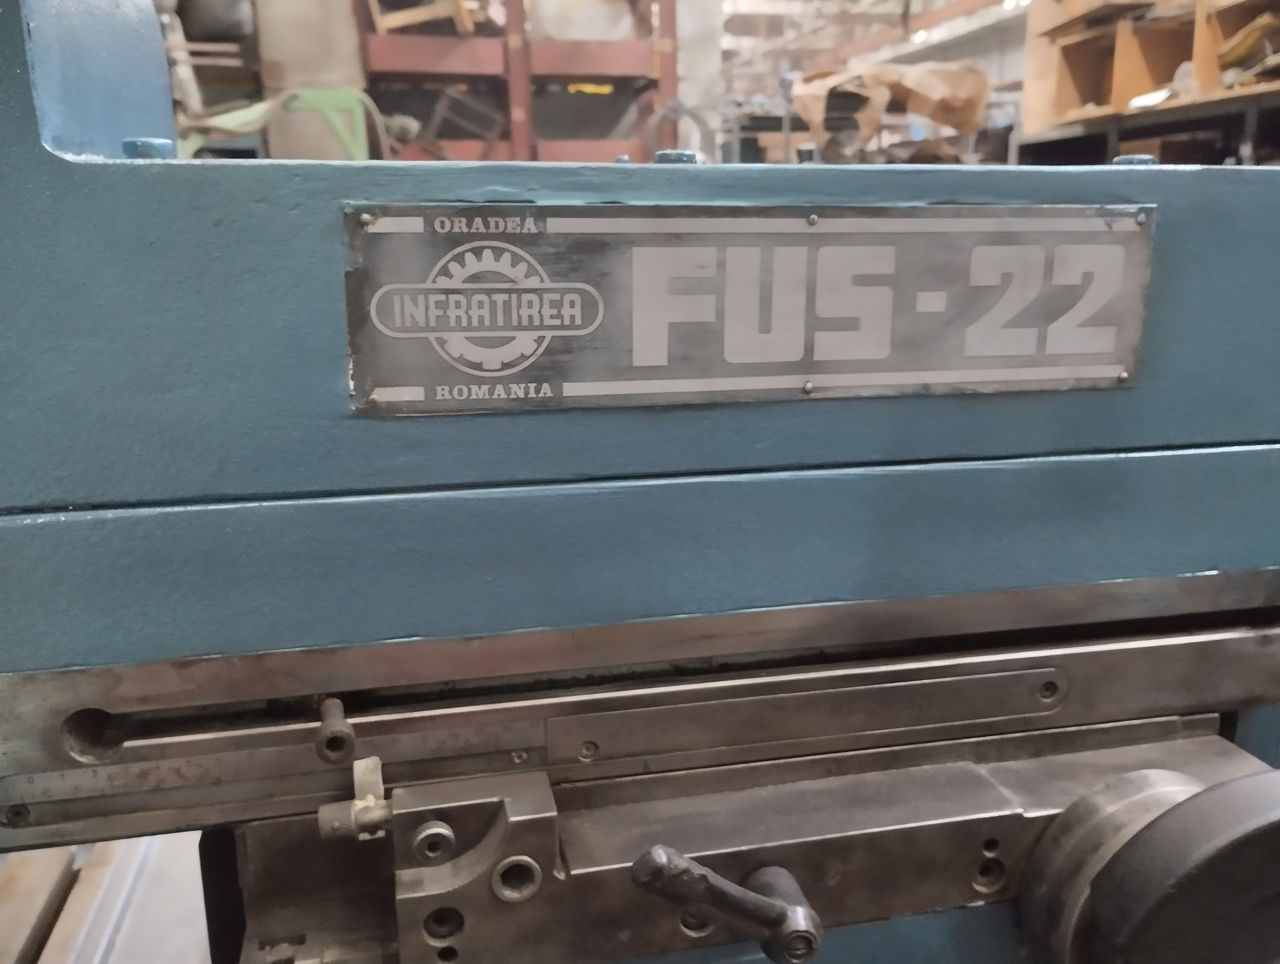 ORADEA
INFRATIREA
FUS-22
ROMANIA